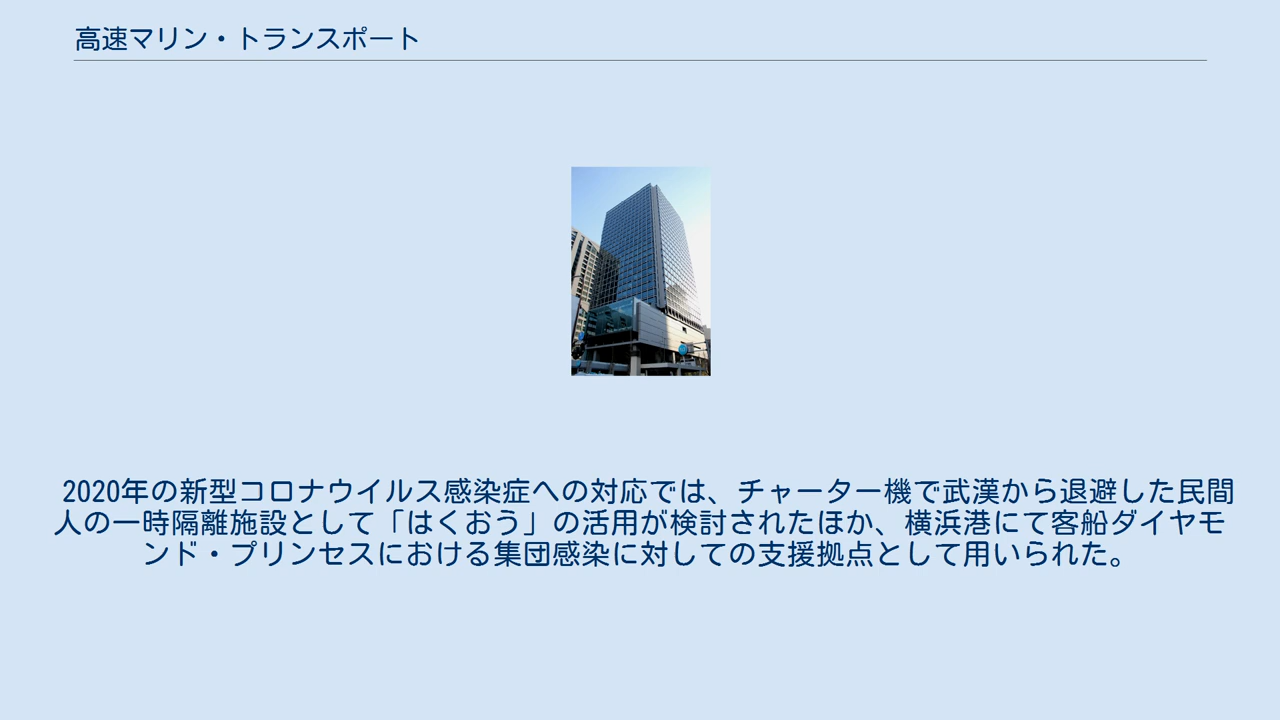 高速マリン・トランスポート
2020年の新型コロナウイルス感染症への対応では、チャーター機で武漢から退避した民間
人の一時隔離施設として「はくおう」の活用が検討されたほか、横浜港にて客船ダイヤモ
ンド・プリンセスにおける集団感染に対しての支援拠点として用いられた。